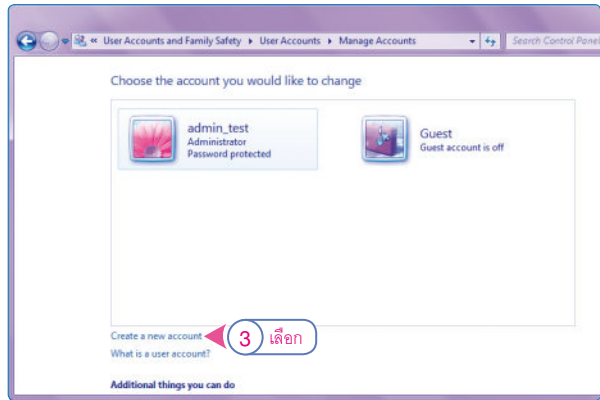 « User Accounts and Family Safety ▸ User Accounts ▸ Manage Accounts Search Control Panel
Choose the account you would like to change
admin_test
Administrator
Password protected
Guest
Guest account is off
Create a new account 3 เลือก
What is a user account?
Additional things you can do